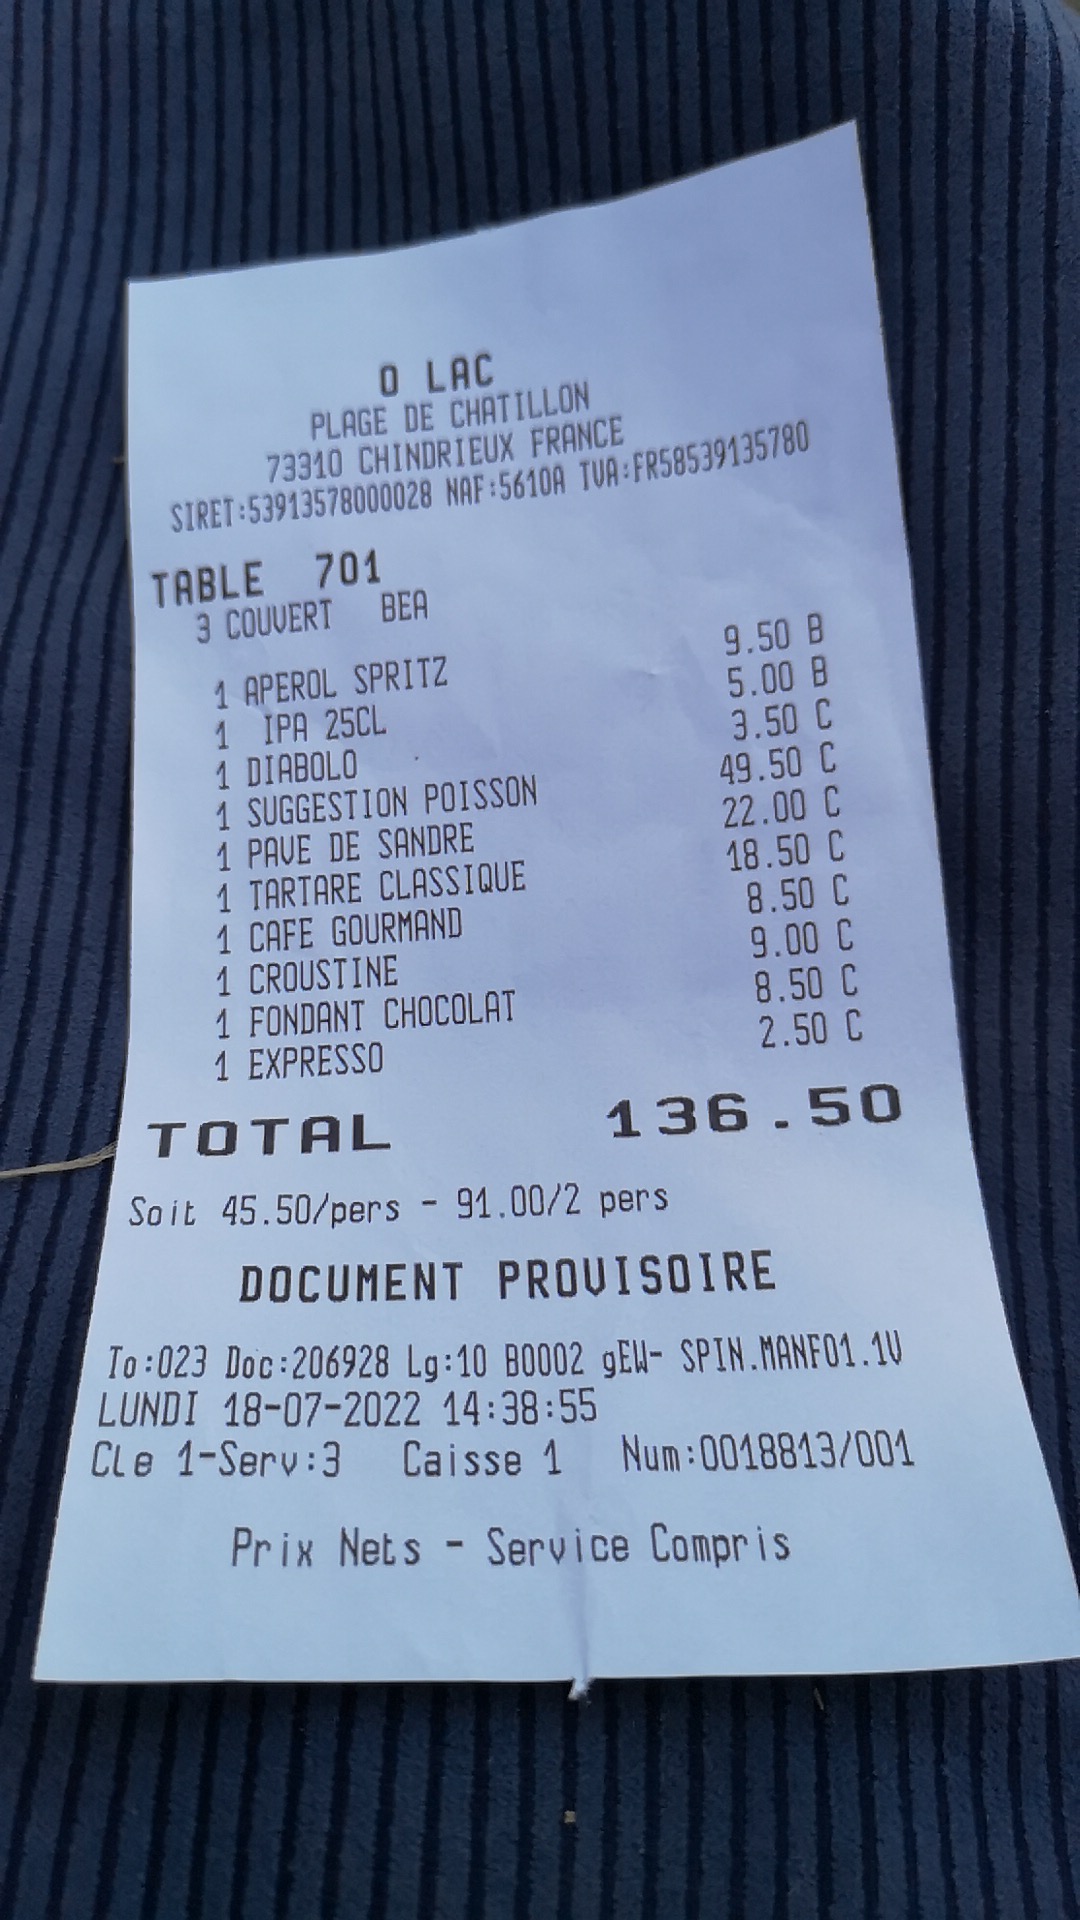 O LAC
PLAGE DE CHATILLON
73310 CHINDRIEUX FRANCE
SIRET:53913578000028 NAF:5610A TVA:FR58539135780
TABLE 701
3 COUVERT BEA
1 APEROL SPRITZ 9.50 B
1 IPA 25CL 5.00 B
1 DIABOLO 3.50 C
1 SUGGESTION POISSON 49.50 C
1 PAVE DE SANDRE 22.00 C
1 TARTARE CLASSIQUE 18.50 C
1 CAFE GOURMAND 8.50 C
1 CROUSTINE 9.00 C
1 FONDANT CHOCOLAT 8.50 C
1 EXPRESSO 2.50 C
TOTAL 136.50
Soit 45.50/pers - 91.00/2 pers
DOCUMENT PROVISOIRE
To:023 Doc:206928 Lg:10 B0002 gEW- SPIN.MANF01.1V
LUNDI 18-07-2022 14:38:55
Cle 1-Serv:3 Caisse 1 Num:0018813/001
Prix Nets - Service Compris